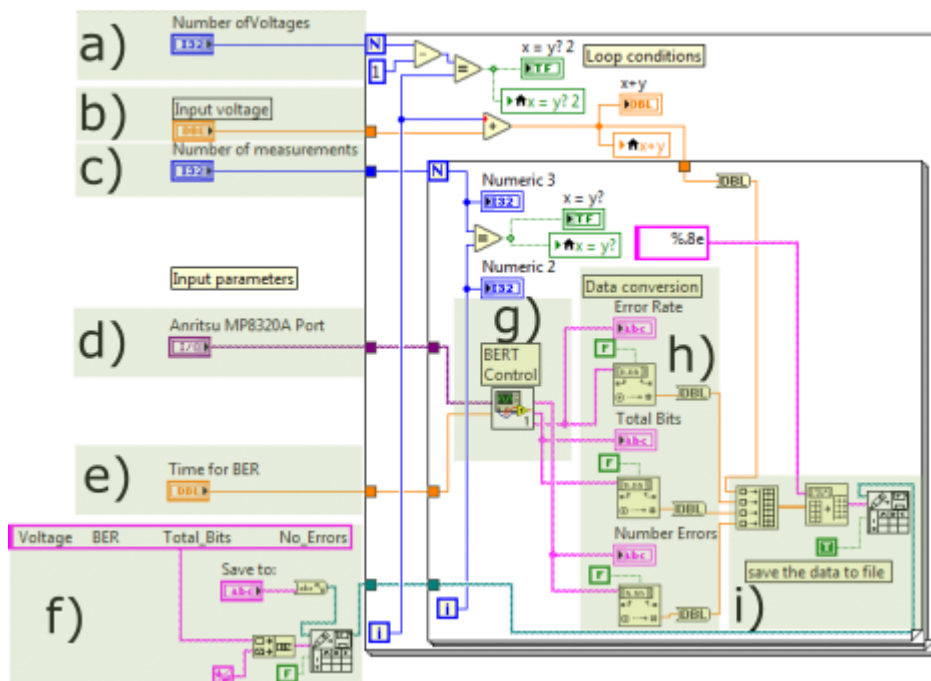 a)
Number ofVoltages
I32
N
1
x = y? 2
TF
x = y? 2
Loop conditions
b)
Input voltage
DBL
x+y
DBL
x+y
c)
Number of measurements
I32
N
DBL
Numeric 3
I32
x = y?
TF
x = y?
%.8e
Numeric 2
I32
Input parameters
Data conversion
d)
Anritsu MP8320A Port
I/O
g)
BERT
Control
1
Error Rate
abc
F
h)
DBL
Total Bits
abc
F
DBL
e)
Time for BER
DBL
Number Errors
abc
F
DBL
T
save the data to file
i)
Voltage BER Total_Bits No_Errors
Save to:
abc
f)
F
i
i